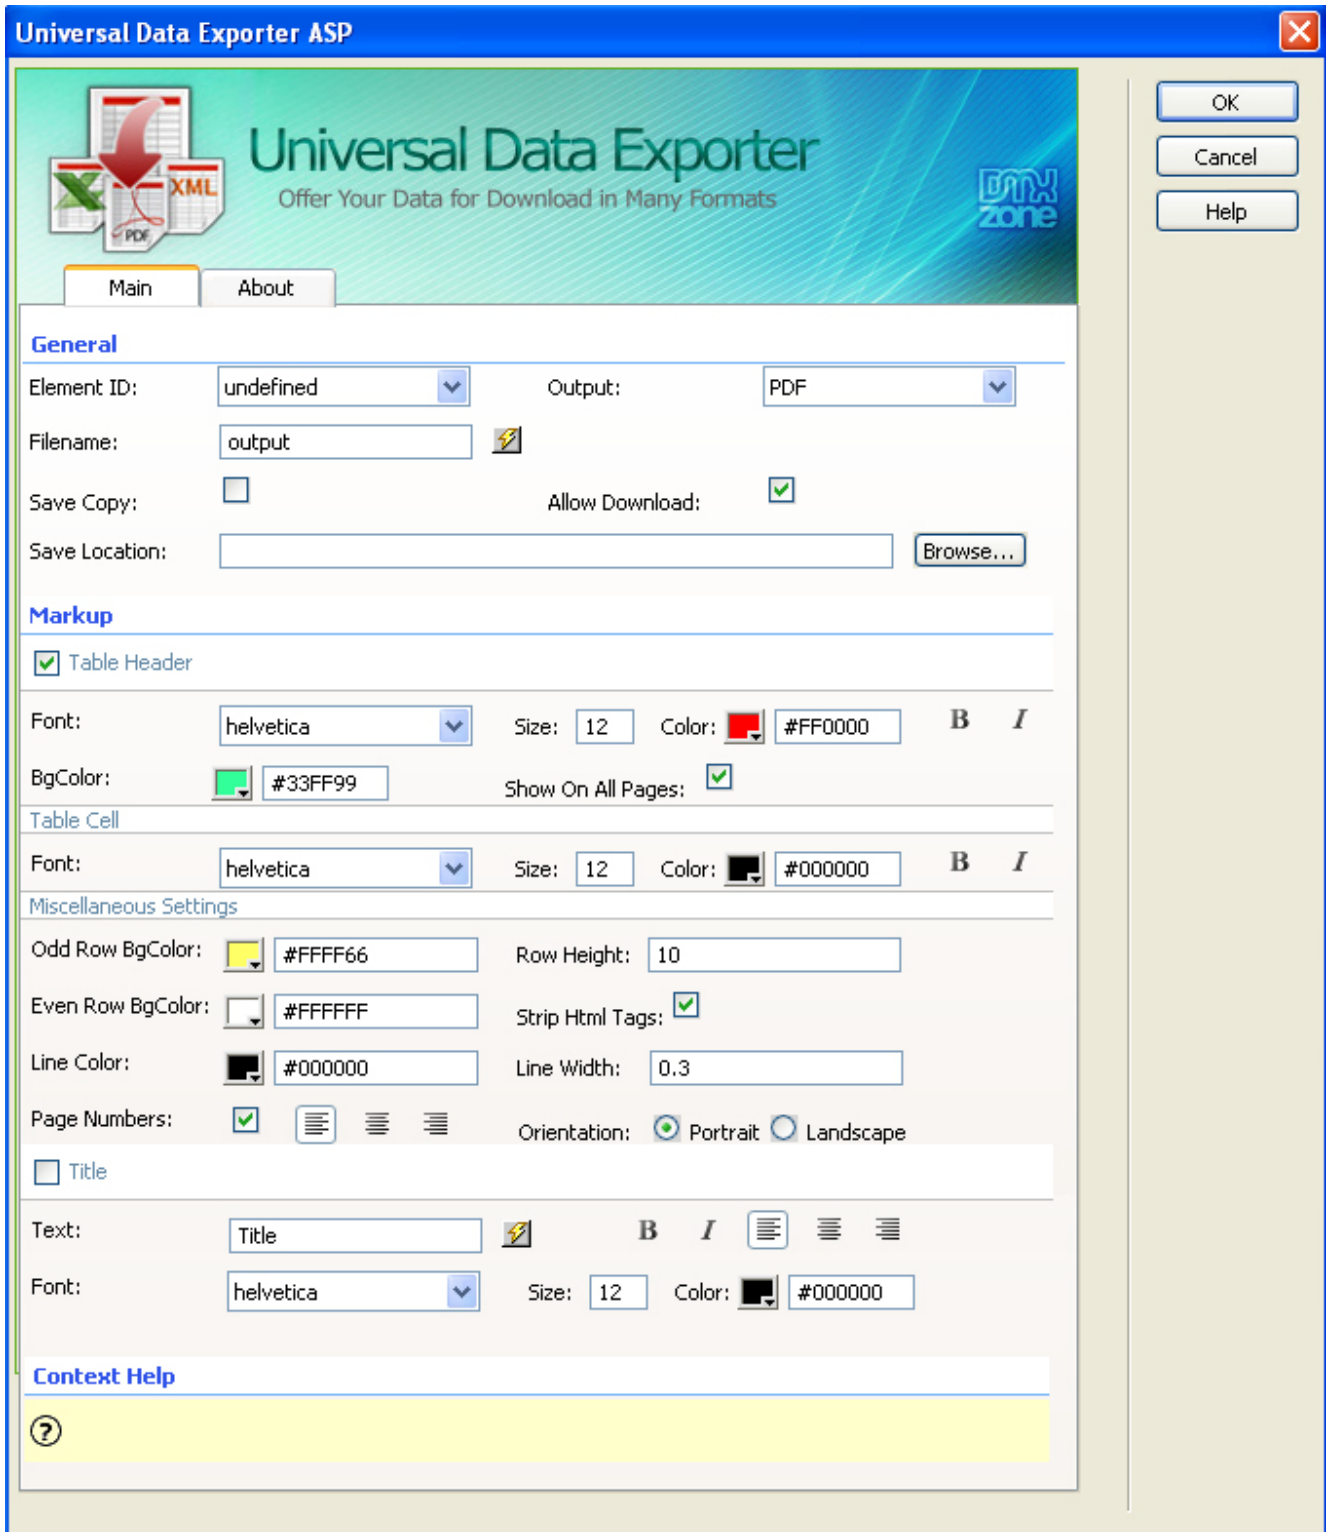 Universal Data Exporter ASP
Universal Data Exporter
Offer Your Data for Download in Many Formats
XML
PDF
DMX
zone
OK
Cancel
Help
Main About
General
Element ID: undefined Output: PDF
Filename: output
Save Copy: Allow Download:
Save Location: Browse...
Markup
Table Header
Font: helvetica Size: 12 Color: #FF0000 B I
BgColor: #33FF99 Show On All Pages:
Table Cell
Font: helvetica Size: 12 Color: #000000 B I
Miscellaneous Settings
Odd Row BgColor: #FFFF66 Row Height: 10
Even Row BgColor: #FFFFFF Strip Html Tags:
Line Color: #000000 Line Width: 0.3
Page Numbers: Orientation: Portrait Landscape
Title
Text: Title B I
Font: helvetica Size: 12 Color: #000000
Context Help
?